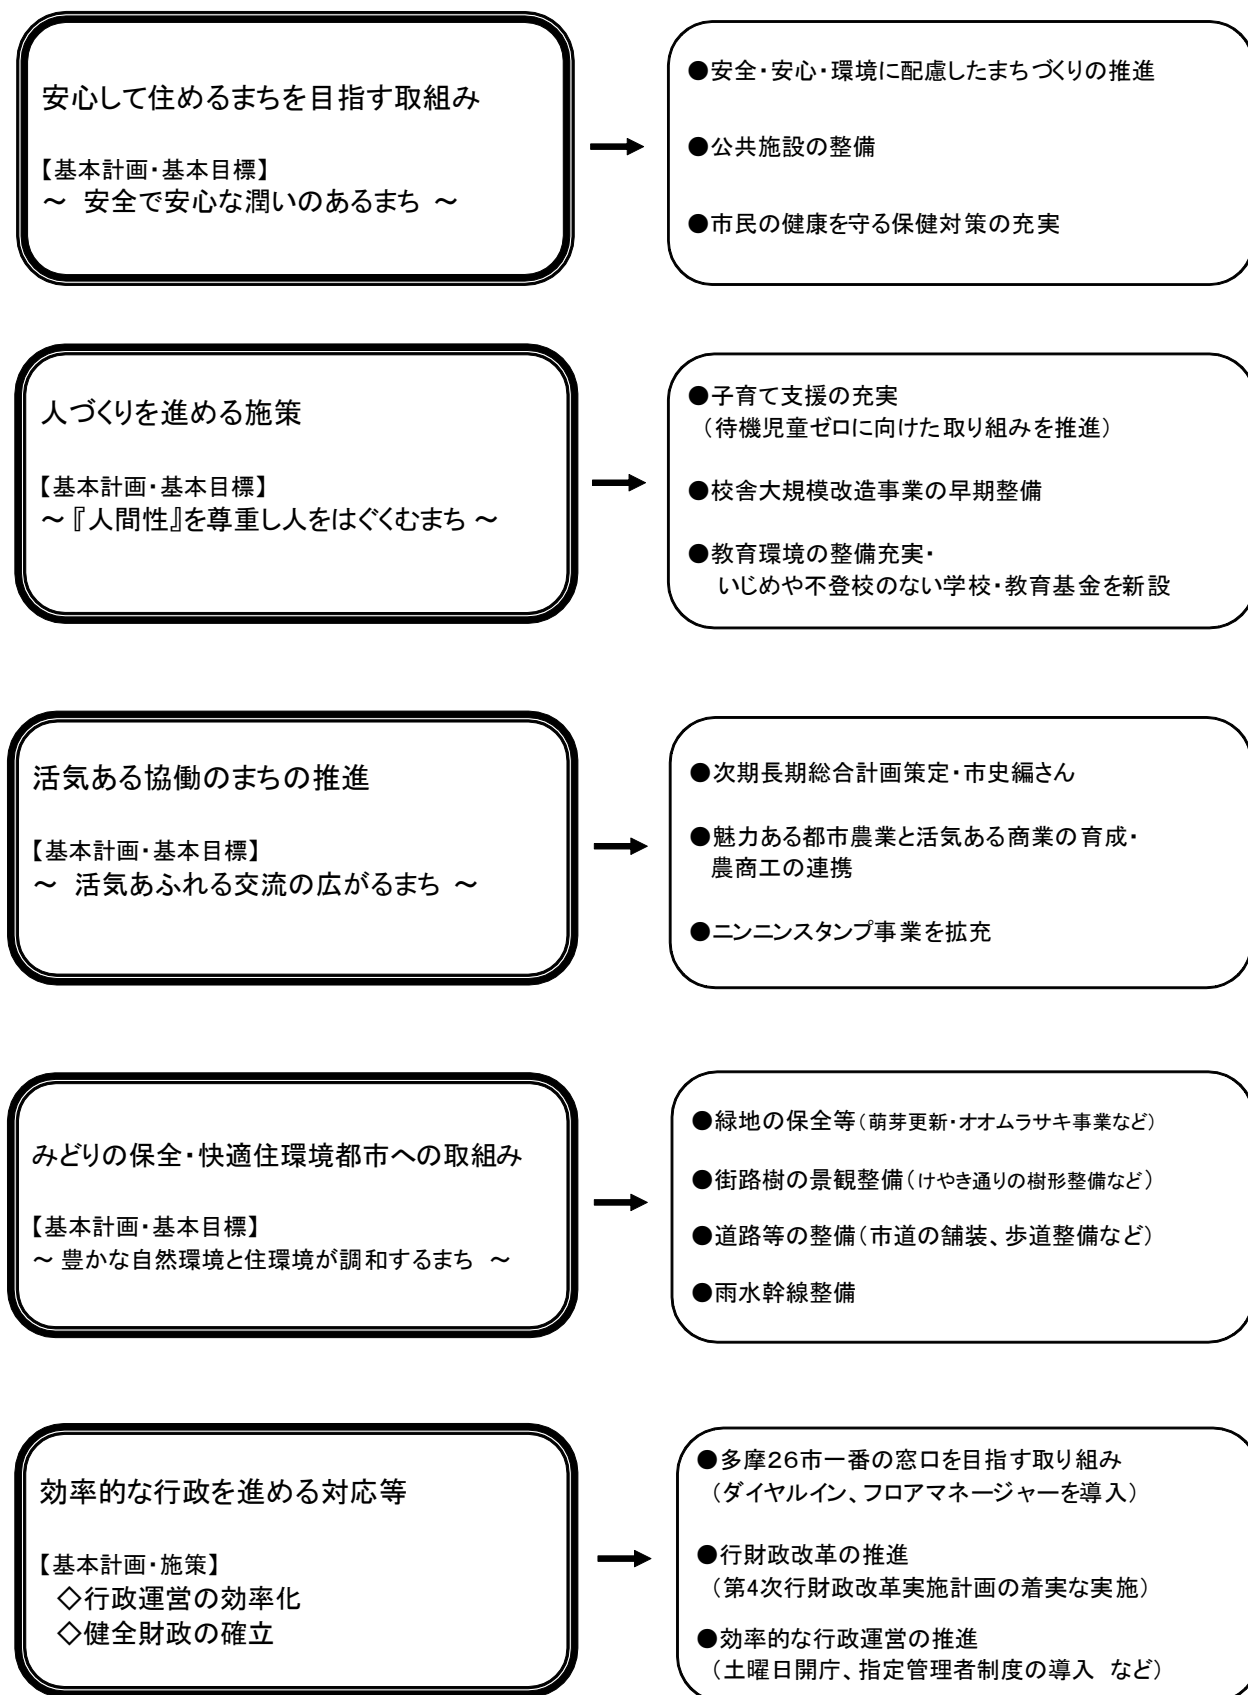 安心して住めるまちを目指す取組み
【基本計画・基本目標】
～ 安全で安心な潤いのあるまち ～
●安全・安心・環境に配慮したまちづくりの推進
●公共施設の整備
●市民の健康を守る保健対策の充実
人づくりを進める施策
【基本計画・基本目標】
～『人間性』を尊重し人をはぐくむまち ～
●子育て支援の充実
（待機児童ゼロに向けた取り組みを推進）
●校舎大規模改造事業の早期整備
●教育環境の整備充実・
いじめや不登校のない学校・教育基金を新設
活気ある協働のまちの推進
【基本計画・基本目標】
～ 活気あふれる交流の広がるまち ～
●次期長期総合計画策定・市史編さん
●魅力ある都市農業と活気ある商業の育成・
農商工の連携
●ニンニンスタンプ事業を拡充
みどりの保全・快適住環境都市への取組み
【基本計画・基本目標】
～ 豊かな自然環境と住環境が調和するまち ～
●緑地の保全等（萌芽更新・オオムラサキ事業など）
●街路樹の景観整備（けやき通りの樹形整備など）
●道路等の整備（市道の舗装、歩道整備など）
●雨水幹線整備
効率的な行政を進める対応等
【基本計画・施策】
◇行政運営の効率化
◇健全財政の確立
●多摩２６市一番の窓口を目指す取り組み
（ダイヤルイン、フロアマネージャーを導入）
●行財政改革の推進
（第4次行財政改革実施計画の着実な実施）
●効率的な行政運営の推進
（土曜日開庁、指定管理者制度の導入 など）